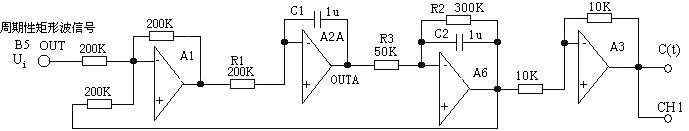 周期性矩形波信号
B5 OUT
Ui
200K
200K
200K
-
+
A1
R1
200K
C1
1u
-
+
A2A
OUTA
R3
50K
R2
300K
C2
1u
-
+
A6
10K
10K
-
+
A3
C(t)
CH1